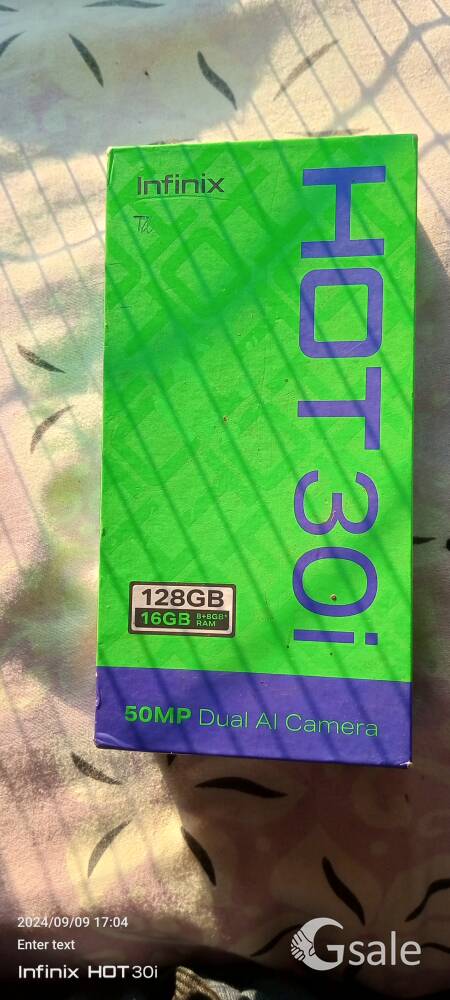 Infinix
HOT 30i
128GB
16GB 8+8GB*
RAM
50MP Dual AI Camera
2024/09/09 17:04
Enter text
Infinix HOT 30i
Gsale